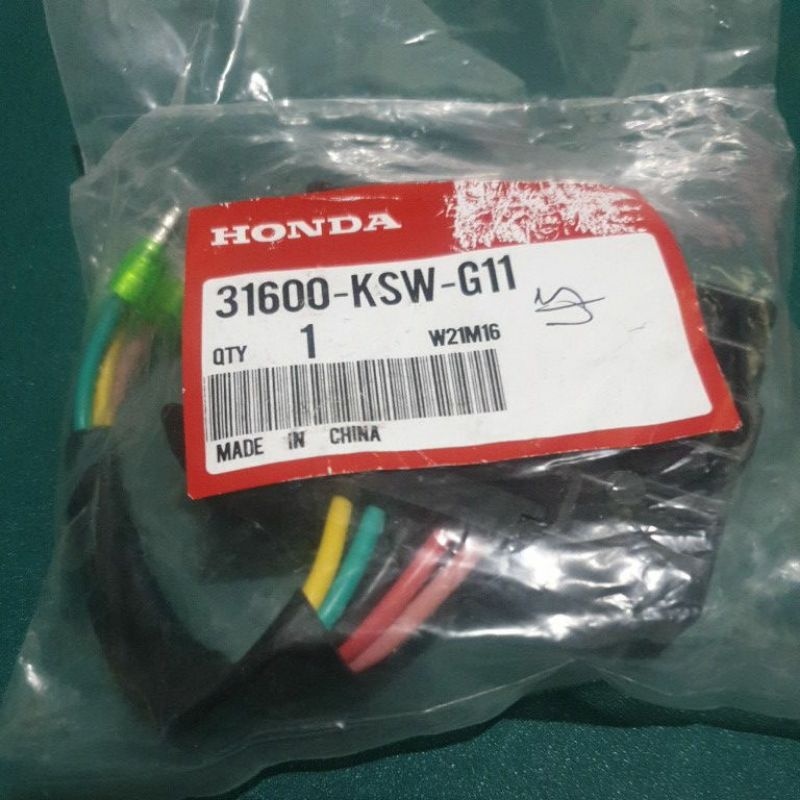 HONDA
31600-KSW-G11
QTY 1 W21M16
MADE IN CHINA